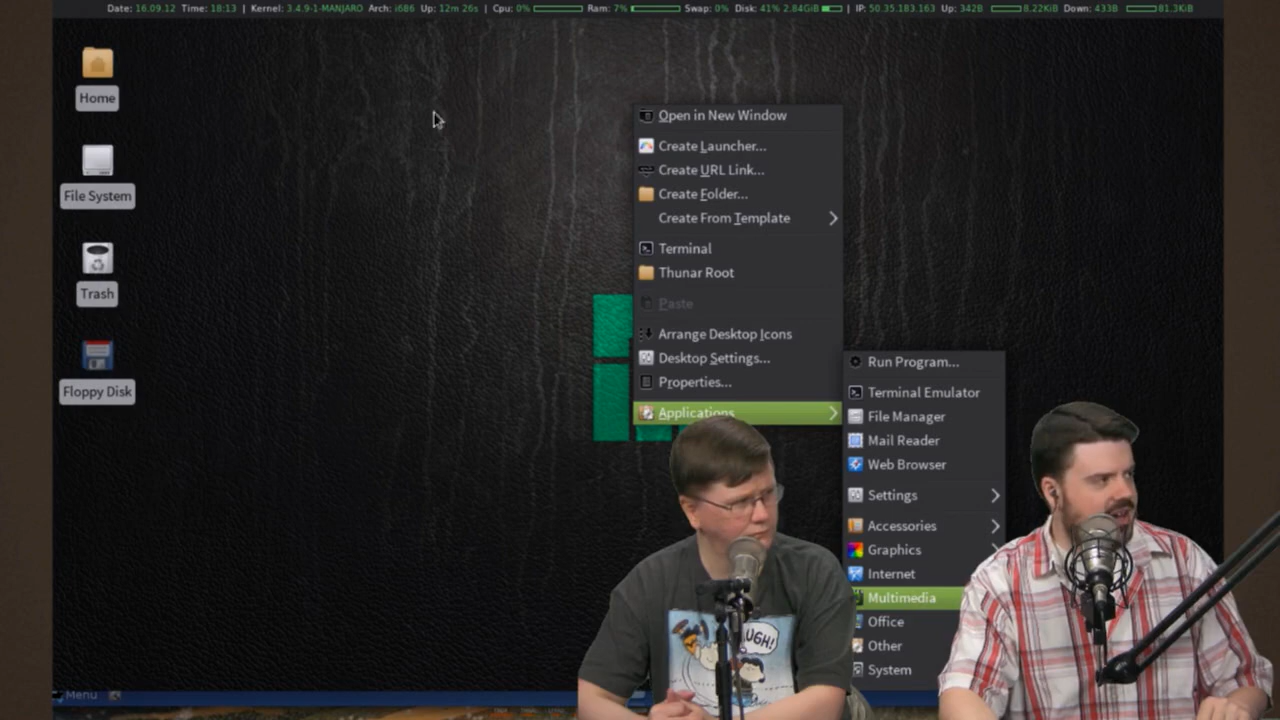 Date: 16.09.12 Time: 18:13 | Kernel: 3.4.9-1-MANJARO Arch: i686 Up: 12m 26s | Cpu: 0% Ram: 7% Swap: 0% Disk: 41% 2.84GiB | IP: 50.35.183.163 Up: 342B 8.22KiB Down: 433B 81.3KiB
Home
File System
Trash
Floppy Disk
Open in New Window
Create Launcher...
Create URL Link...
Create Folder...
Create From Template
Terminal
Thunar Root
Paste
Arrange Desktop Icons
Desktop Settings...
Properties...
Applications
Run Program...
Terminal Emulator
File Manager
Mail Reader
Web Browser
Settings
Accessories
Graphics
Internet
Multimedia
Office
Other
System
UGH!
Menu